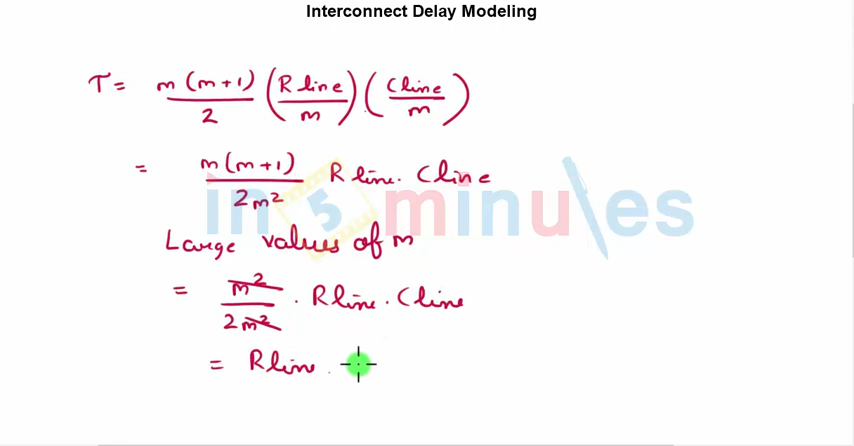 Interconnect Delay Modeling
τ = m(m+1)/2 (Rline/m) (Cline/m)
= m(m+1)/2m² Rline. Cline
in 5 minutes
Large values of m
= m²/2m² . Rline . Cline
= Rline .